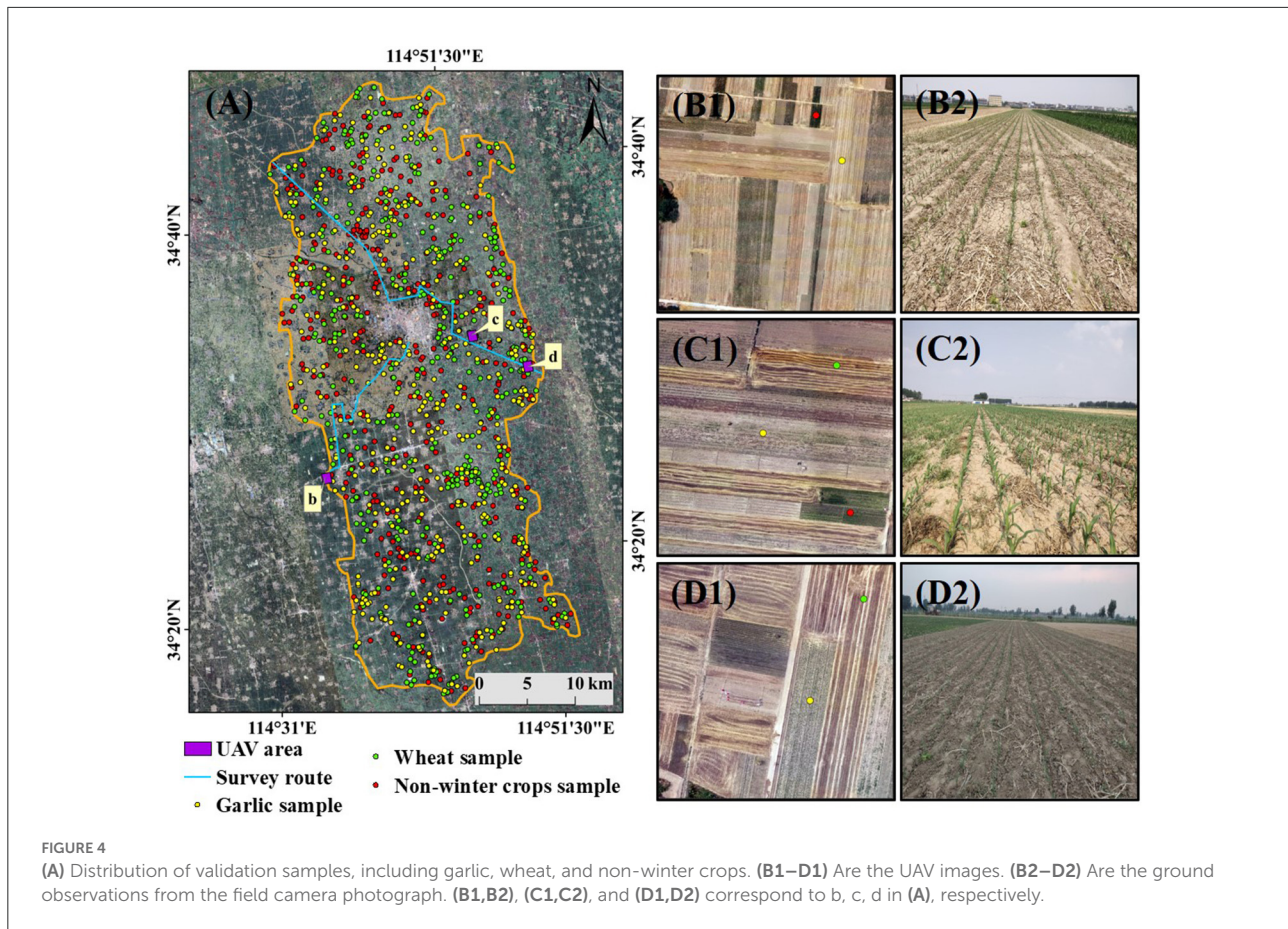 114°51'30"E
(A)
N
34°40'N
34°40'N
c
d
b
34°20'N
34°20'N
0 5 10 km
114°31'E
114°51'30"E
UAV area
Survey route
Garlic sample
Wheat sample
Non-winter crops sample
(B1)
(B2)
(C1)
(C2)
(D1)
(D2)
FIGURE 4
(A) Distribution of validation samples, including garlic, wheat, and non-winter crops. (B1–D1) Are the UAV images. (B2–D2) Are the ground
observations from the field camera photograph. (B1,B2), (C1,C2), and (D1,D2) correspond to b, c, d in (A), respectively.